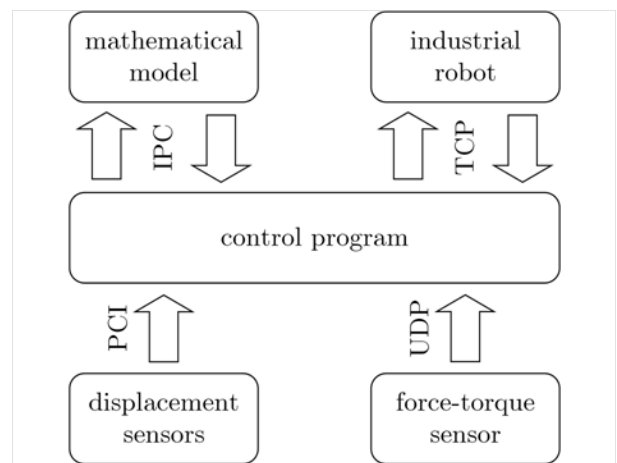 mathematical
model
industrial
robot
IPC
TCP
control program
PCI
UDP
displacement
sensors
force-torque
sensor